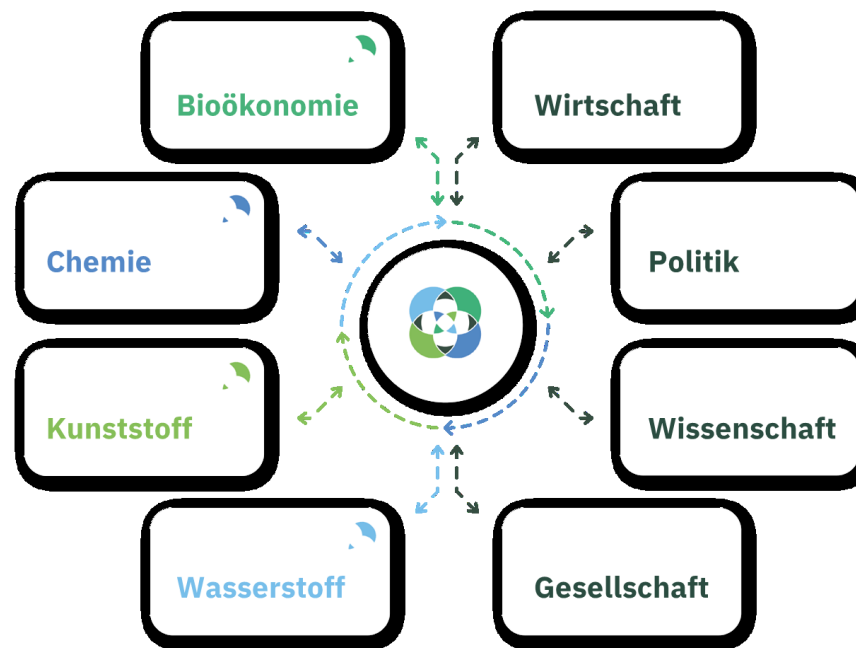 Bioökonomie
Wirtschaft
Chemie
Politik
Kunststoff
Wissenschaft
Wasserstoff
Gesellschaft